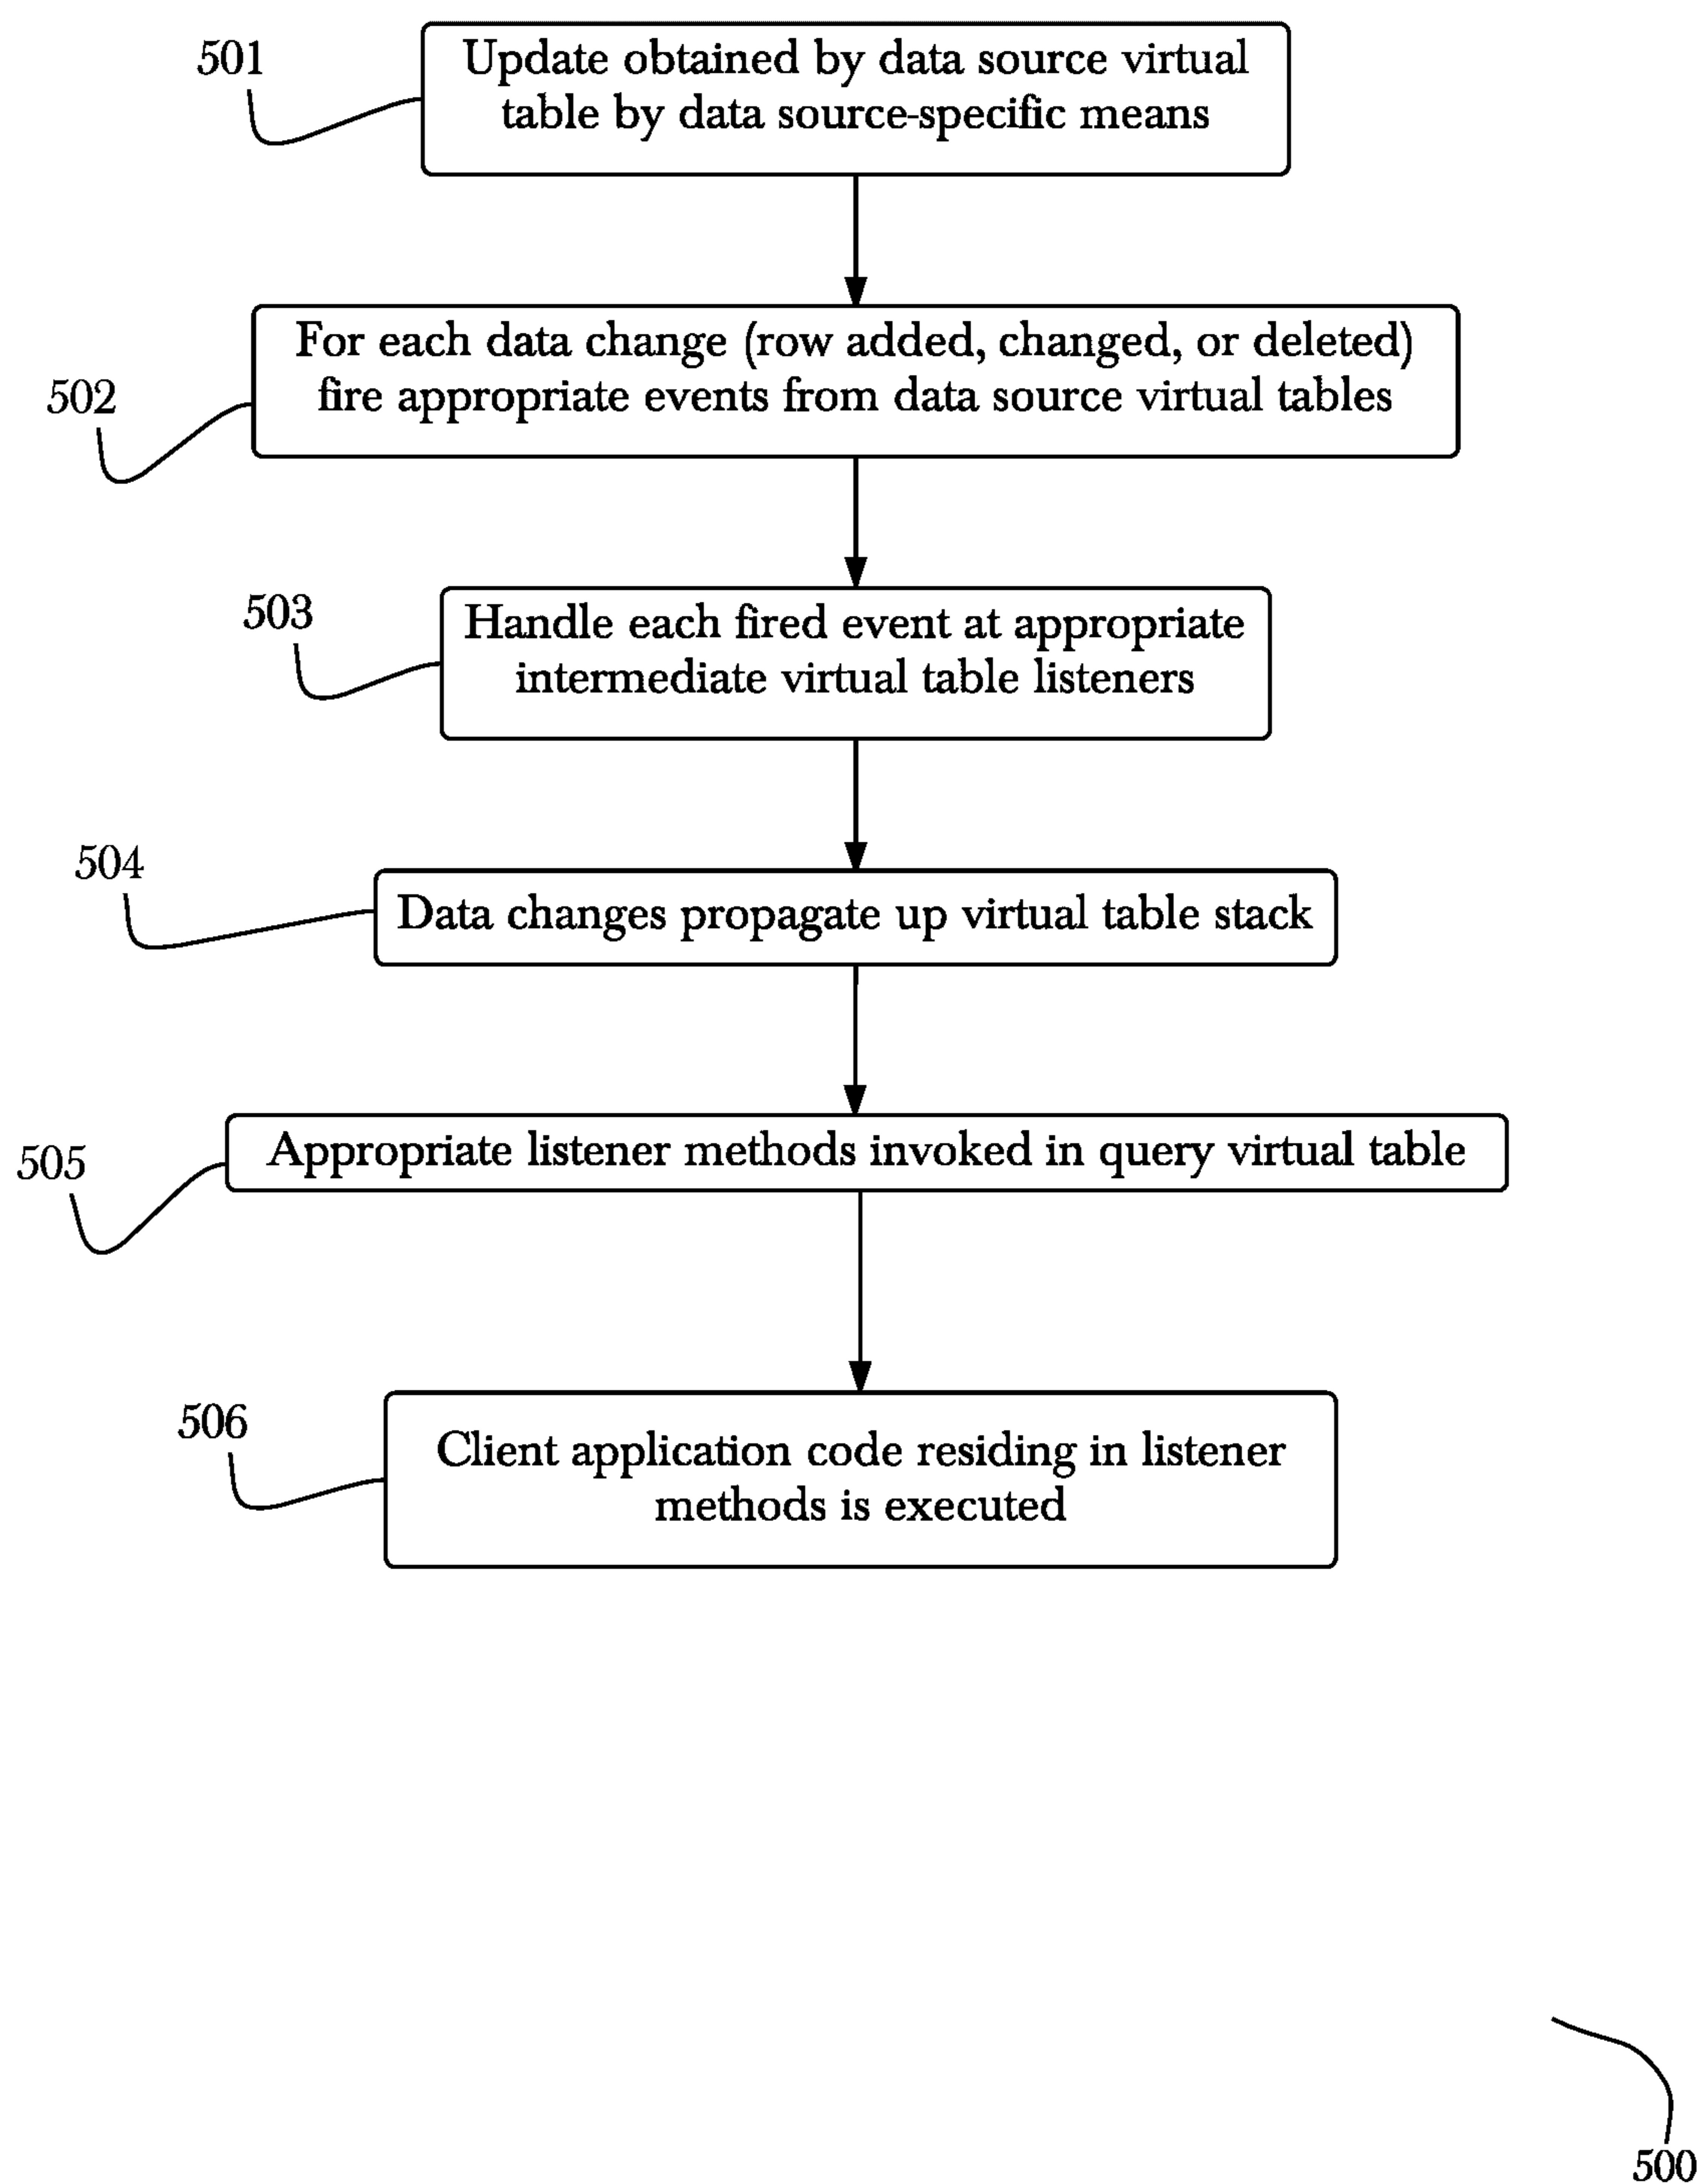 501
Update obtained by data source virtual
table by data source-specific means
502
For each data change (row added, changed, or deleted)
fire appropriate events from data source virtual tables
503
Handle each fired event at appropriate
intermediate virtual table listeners
504
Data changes propagate up virtual table stack
505
Appropriate listener methods invoked in query virtual table
506
Client application code residing in listener
methods is executed
500